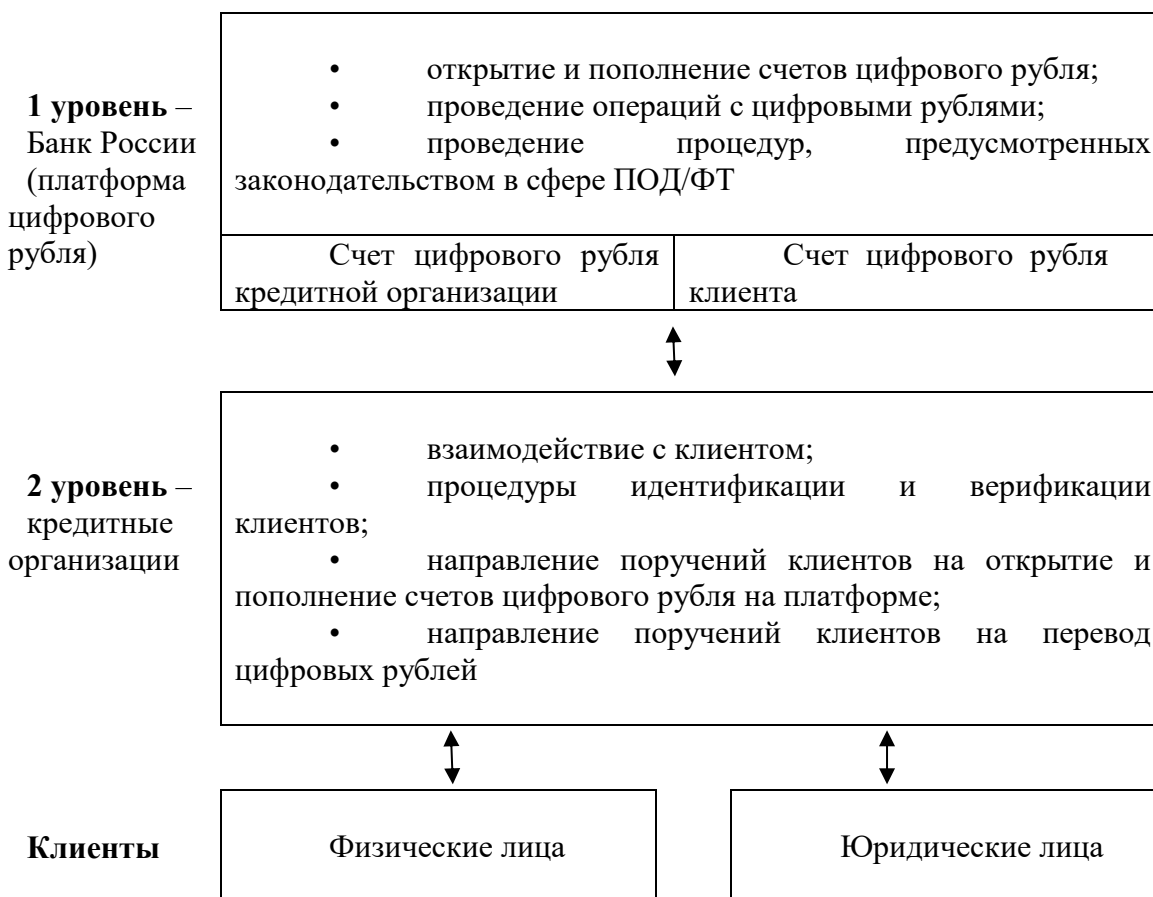 1 уровень –
Банк России
(платформа
цифрового
рубля)
• открытие и пополнение счетов цифрового рубля;
• проведение операций с цифровыми рублями;
• проведение процедур, предусмотренных
законодательством в сфере ПОД/ФТ
Счет цифрового рубля
кредитной организации
Счет цифрового рубля
клиента
2 уровень –
кредитные
организации
• взаимодействие с клиентом;
• процедуры идентификации и верификации
клиентов;
• направление поручений клиентов на открытие и
пополнение счетов цифрового рубля на платформе;
• направление поручений клиентов на перевод
цифровых рублей
Клиенты
Физические лица
Юридические лица